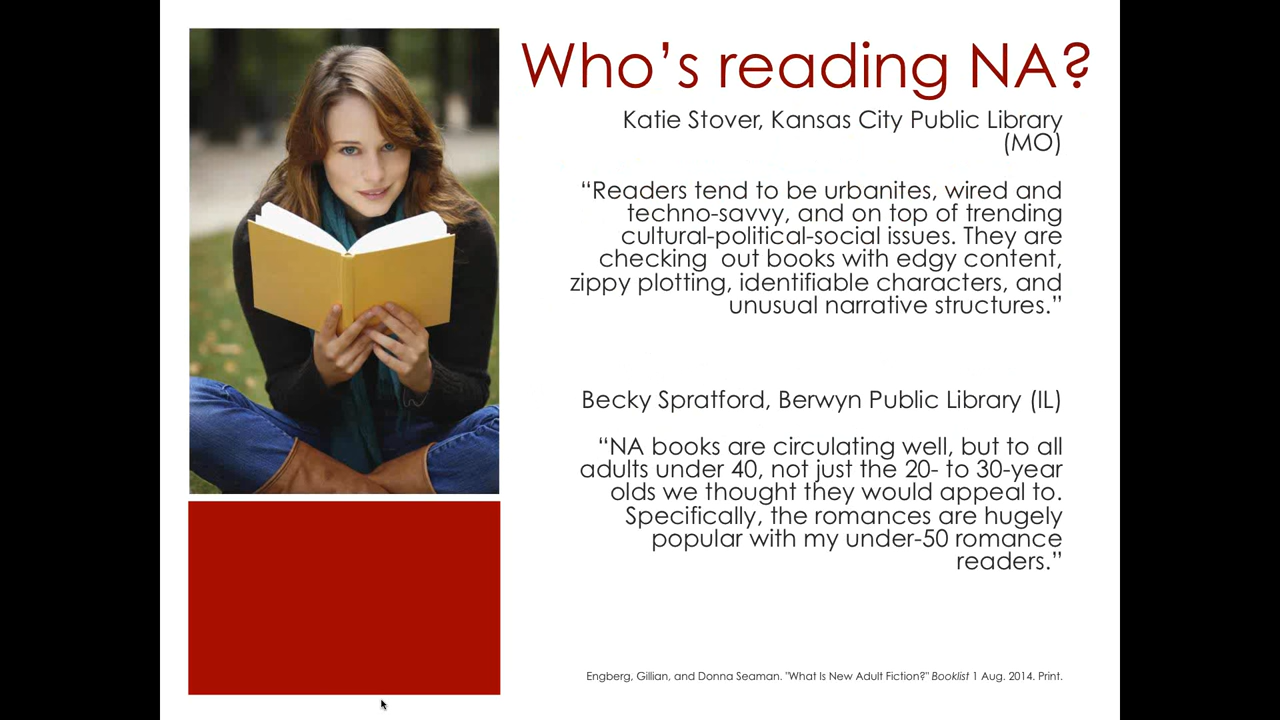 Who’s reading NA?
Katie Stover, Kansas City Public Library
(MO)
“Readers tend to be urbanites, wired and
techno-savvy, and on top of trending
cultural-political-social issues. They are
checking  out books with edgy content,
zippy plotting, identifiable characters, and
unusual narrative structures.”
Becky Spratford, Berwyn Public Library (IL)
“NA books are circulating well, but to all
adults under 40, not just the 20- to 30-year
olds we thought they would appeal to.
Specifically, the romances are hugely
popular with my under-50 romance
readers.”
Engberg, Gillian, and Donna Seaman. "What Is New Adult Fiction?" Booklist 1 Aug. 2014. Print.